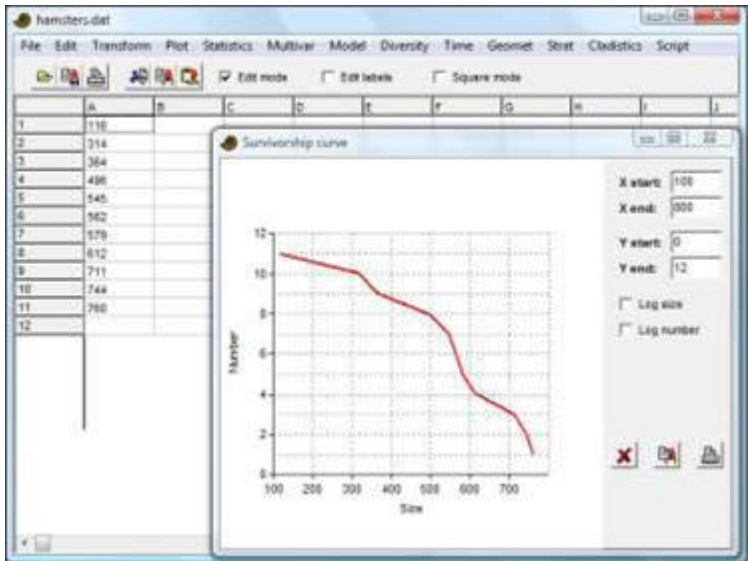 hamsters.dat
File Edit Transform Plot Statistics Multivar Model Diversity Time Geomet Strat Cladistics Script
Edit mode Edit labels Square mode
A B C D E F G H I J
1 116
2 314
3 364
4 496
5 545
6 562
7 579
8 612
9 711
10 744
11 760
12
Survivorship curve
X start: 100
X end: 800
Y start: 0
Y end: 12
Log size
Log number
12
10
8
6
4
2
0
Number
100 200 300 400 500 600 700
Size